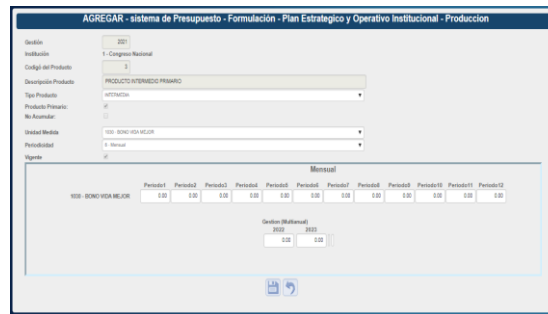 AGREGAR - sistema de Presupuesto - Formulación - Plan Estrategico y Operativo Institucional - Produccion
Gestión 2021
Institución 1 - Congreso Nacional
Codigó del Producto 3
Descripción Producto PRODUCTO INTERMEDIO PRIMARIO
Tipo Producto INTERMEDIA
Producto Primario:
No Acumular:
Unidad Medida 1030 - BONO VIDA MEJOR
Periodicidad 6 - Mensual
Vigente
Mensual
Periodo1 Periodo2 Periodo3 Periodo4 Periodo5 Periodo6 Periodo7 Periodo8 Periodo9 Periodo10 Periodo11 Periodo12
1030 - BONO VIDA MEJOR 0.00 0.00 0.00 0.00 0.00 0.00 0.00 0.00 0.00 0.00 0.00 0.00
Gestion (Multianual)
2022 2023
0.00 0.00